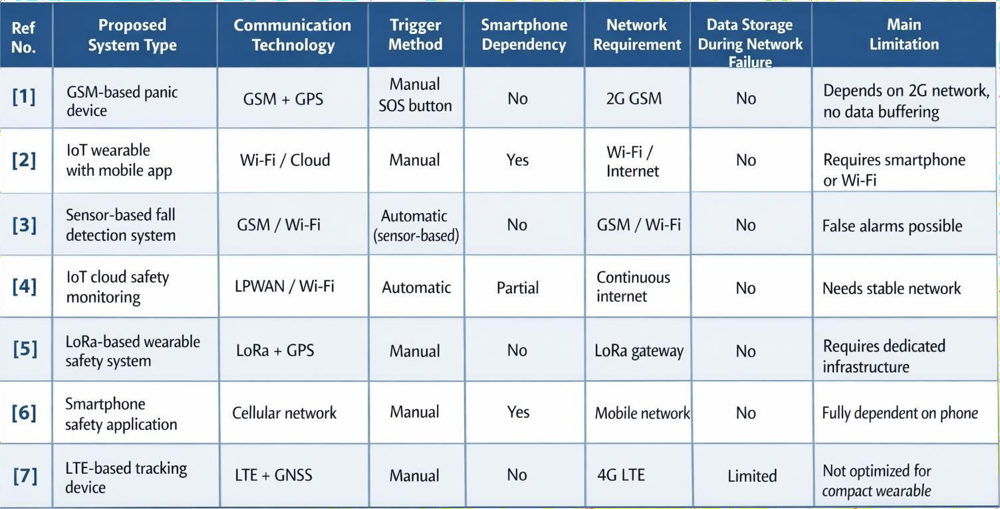 Ref No.
Proposed System Type
Communication Technology
Trigger Method
Smartphone Dependency
Network Requirement
Data Storage During Network Failure
Main Limitation
[1]
GSM-based panic
device
GSM + GPS
Manual
SOS button
No
2G GSM
No
Depends on 2G network,
no data buffering
[2]
IoT wearable
with mobile app
Wi-Fi / Cloud
Manual
Yes
Wi-Fi /
Internet
No
Requires smartphone
or Wi-Fi
[3]
Sensor-based fall
detection system
GSM / Wi-Fi
Automatic
(sensor-based)
No
GSM / Wi-Fi
No
False alarms possible
[4]
IoT cloud safety
monitoring
LPWAN / Wi-Fi
Automatic
Partial
Continuous
internet
No
Needs stable network
[5]
LoRa-based wearable
safety system
LoRa + GPS
Manual
No
LoRa gateway
No
Requires dedicated
infrastructure
[6]
Smartphone
safety application
Cellular network
Manual
Yes
Mobile network
No
Fully dependent on phone
[7]
LTE-based tracking
device
LTE + GNSS
Manual
No
4G LTE
Limited
Not optimized for
compact wearable